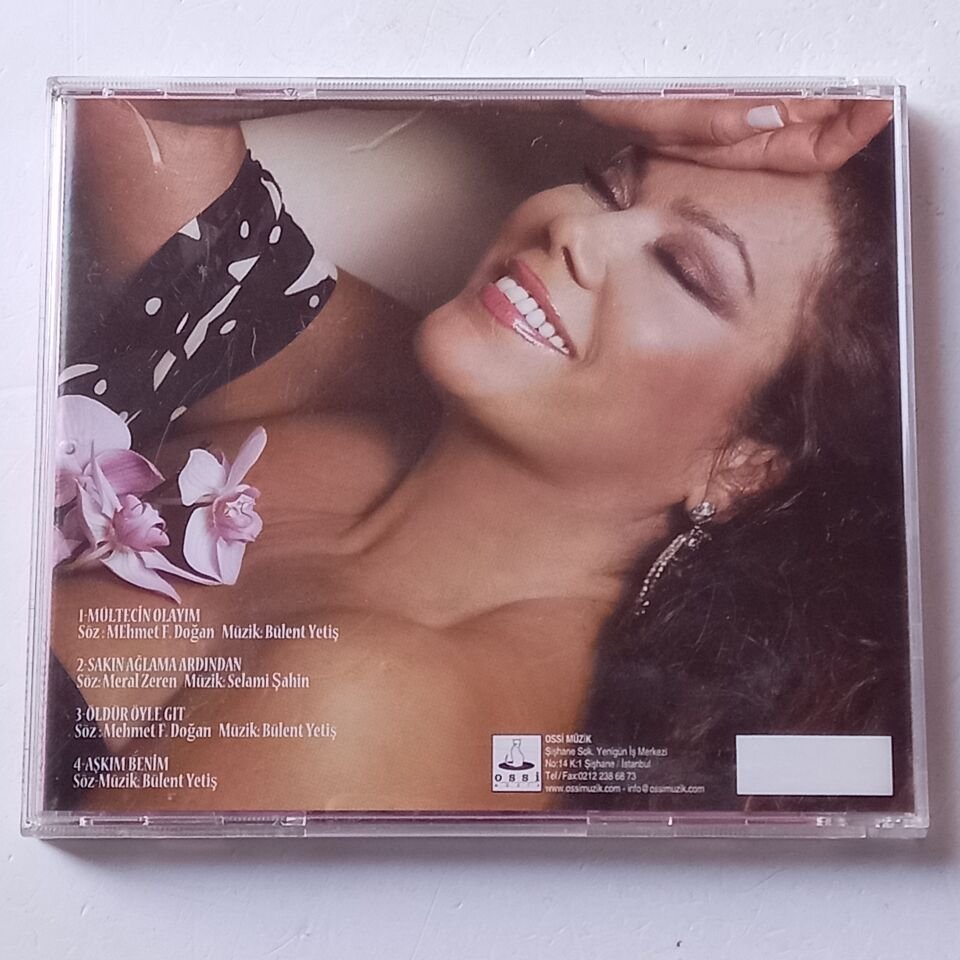 1-MÜLTECİN OLAYIM
Söz : MEhmet F. Doğan Müzik: Bülent Yetiş
2-SAKIN AĞLAMA ARDINDAN
Söz: Meral Zeren Müzik: Selami Şahin
3-ÖLDÜR ÖYLE GİT
Söz : Mehmet F. Doğan Müzik: Bülent Yetiş
4-AŞKIM BENİM
Söz-Müzik: Bülent Yetiş
ossi
müzik
OSSİ MÜZİK
Şişhane Sok. Yenigün İş Merkezi
No:14 K:1 Şişhane / İstanbul
Tel / Fax:0212 238 68 73
www.ossimuzik.com - info@ossimuzik.com